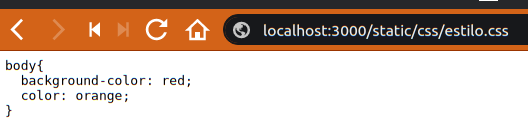 localhost:3000/static/css/estilo.css
body{
  background-color: red;
  color: orange;
}